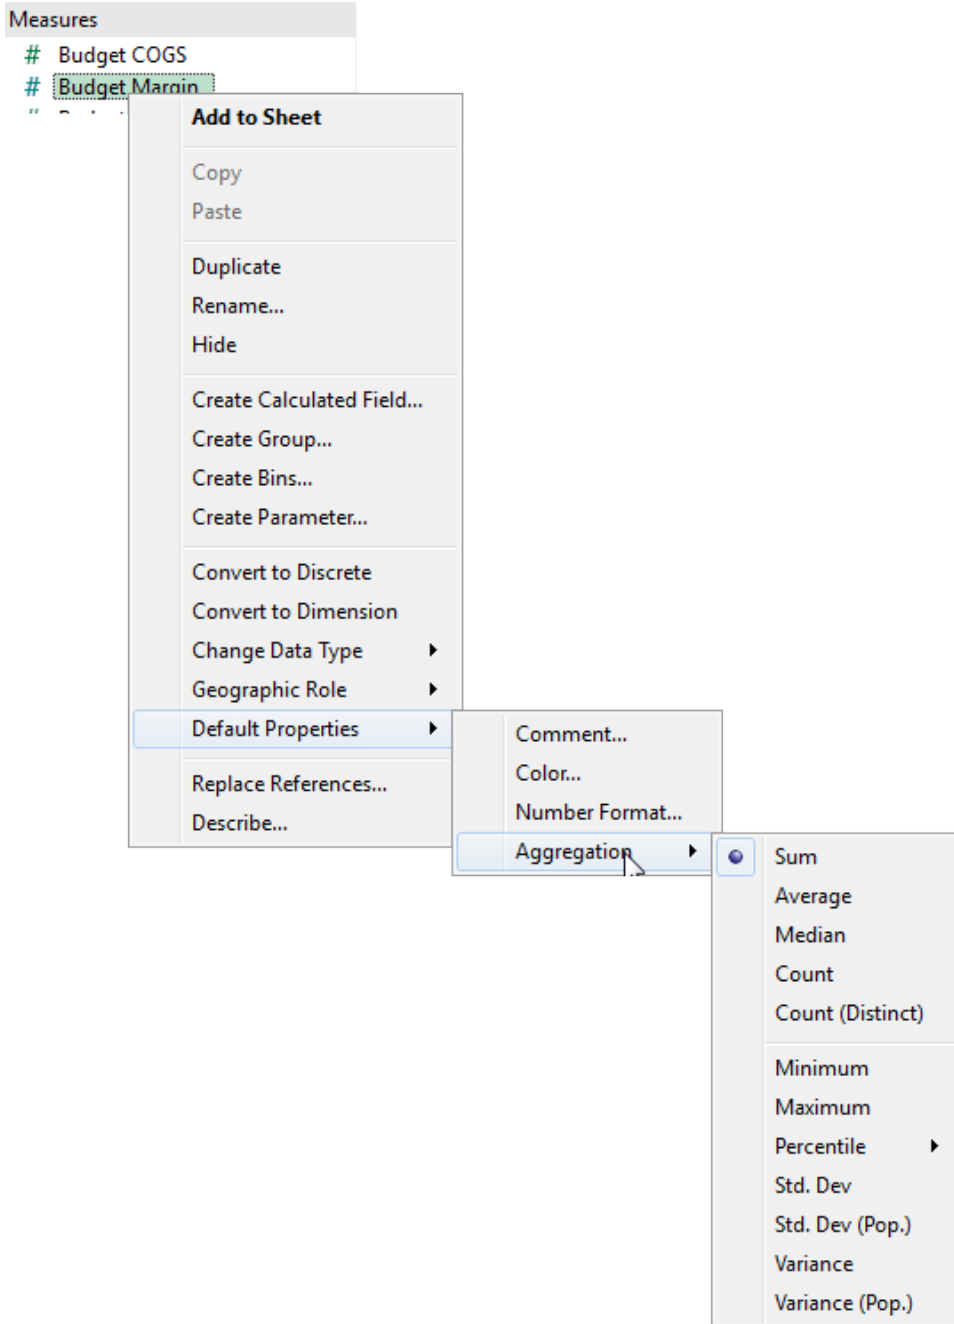 Measures
# Budget COGS
# Budget Margin
Add to Sheet
Copy
Paste
Duplicate
Rename...
Hide
Create Calculated Field...
Create Group...
Create Bins...
Create Parameter...
Convert to Discrete
Convert to Dimension
Change Data Type
Geographic Role
Default Properties
Replace References...
Describe...
Comment...
Color...
Number Format...
Aggregation
Sum
Average
Median
Count
Count (Distinct)
Minimum
Maximum
Percentile
Std. Dev
Std. Dev (Pop.)
Variance
Variance (Pop.)